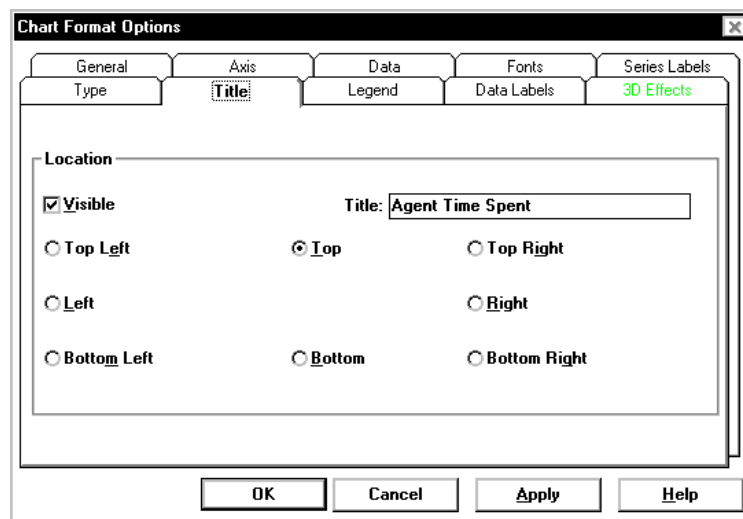 Chart Format Options
General Axis Data Fonts Series Labels
Type Title Legend Data Labels 3D Effects
Location
Visible Title: Agent Time Spent
Top Left Top Top Right
Left Right
Bottom Left Bottom Bottom Right
OK Cancel Apply Help